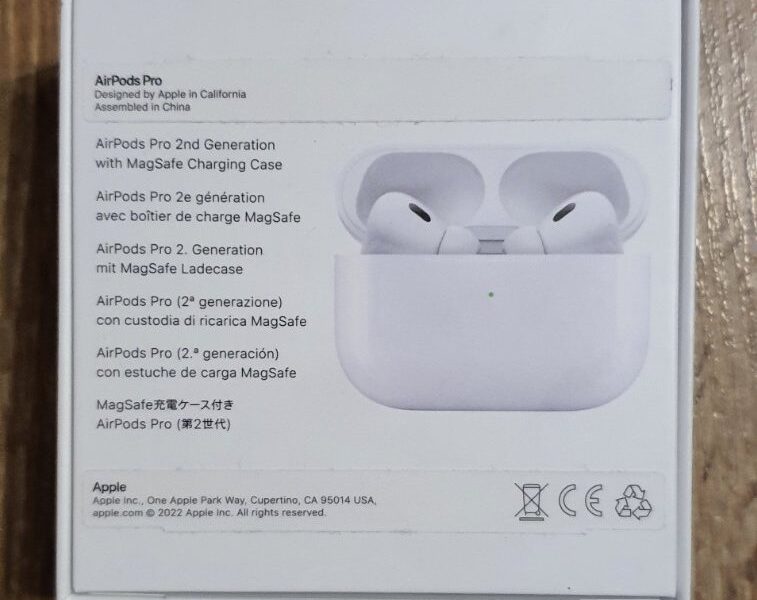 AirPods Pro
Designed by Apple in California
Assembled in China
AirPods Pro 2nd Generation
with MagSafe Charging Case
AirPods Pro 2e génération
avec boîtier de charge MagSafe
AirPods Pro 2. Generation
mit MagSafe Ladecase
AirPods Pro (2ª generazione)
con custodia di ricarica MagSafe
AirPods Pro (2.ª generación)
con estuche de carga MagSafe
MagSafe充電ケース付き
AirPods Pro (第2世代)
Apple
Apple Inc., One Apple Park Way, Cupertino, CA 95014 USA,
apple.com © 2022 Apple Inc. All rights reserved.
CE